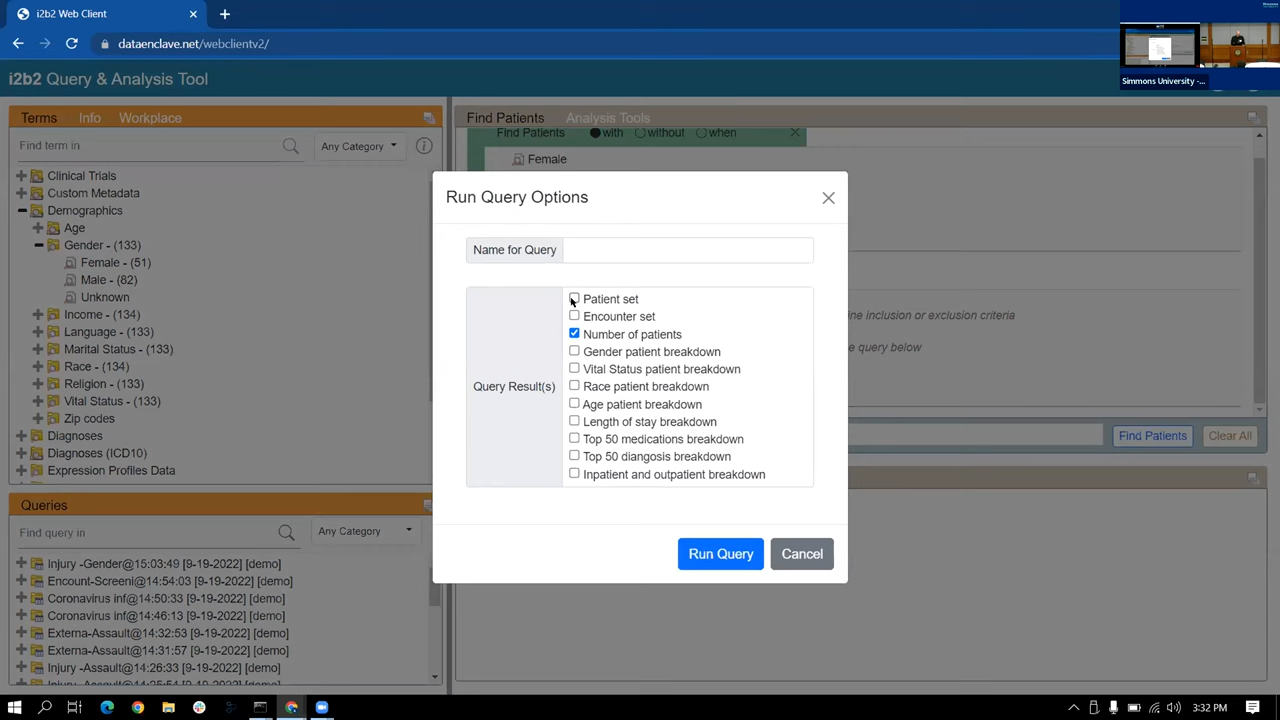 i2b2 Web Client
dataenclave.net/webclientv2/
Simmons University -...
i2b2 Query & Analysis Tool
Terms Info Workplace
Find term in
Any Category
Clinical Trials
Custom Metadata
Demographics
Age
Gender - (133)
Female - (51)
Male - (82)
Unknown
Income - (134)
Language - (133)
Marital Status - (133)
Race - (134)
Religion - (133)
Vital Status - (133)
Zip codes
Diagnoses
Diagnoses (ICD10)
Expression Profiles Data
Queries
Find query in
Any Category
Injury -Gender@15:03:49 [9-19-2022] [demo]
Encount-Screeni@14:54:03 [9-19-2022] [demo]
Coronavirus inf@14:50:33 [9-19-2022] [demo]
Coronavirus inf@14:46:13 [9-19-2022] [demo]
Externa-Assault@14:32:53 [9-19-2022] [demo]
Externa-Assault@14:31:57 [9-19-2022] [demo]
Injury -Assault@14:26:33 [9-19-2022] [demo]
Find Patients Analysis Tools
Find Patients with without when
Female
ine inclusion or exclusion criteria
e query below
Find Patients Clear All
Run Query Options
Name for Query
Query Result(s)
Patient set
Encounter set
Number of patients
Gender patient breakdown
Vital Status patient breakdown
Race patient breakdown
Age patient breakdown
Length of stay breakdown
Top 50 medications breakdown
Top 50 diangosis breakdown
Inpatient and outpatient breakdown
Run Query Cancel
3:32 PM